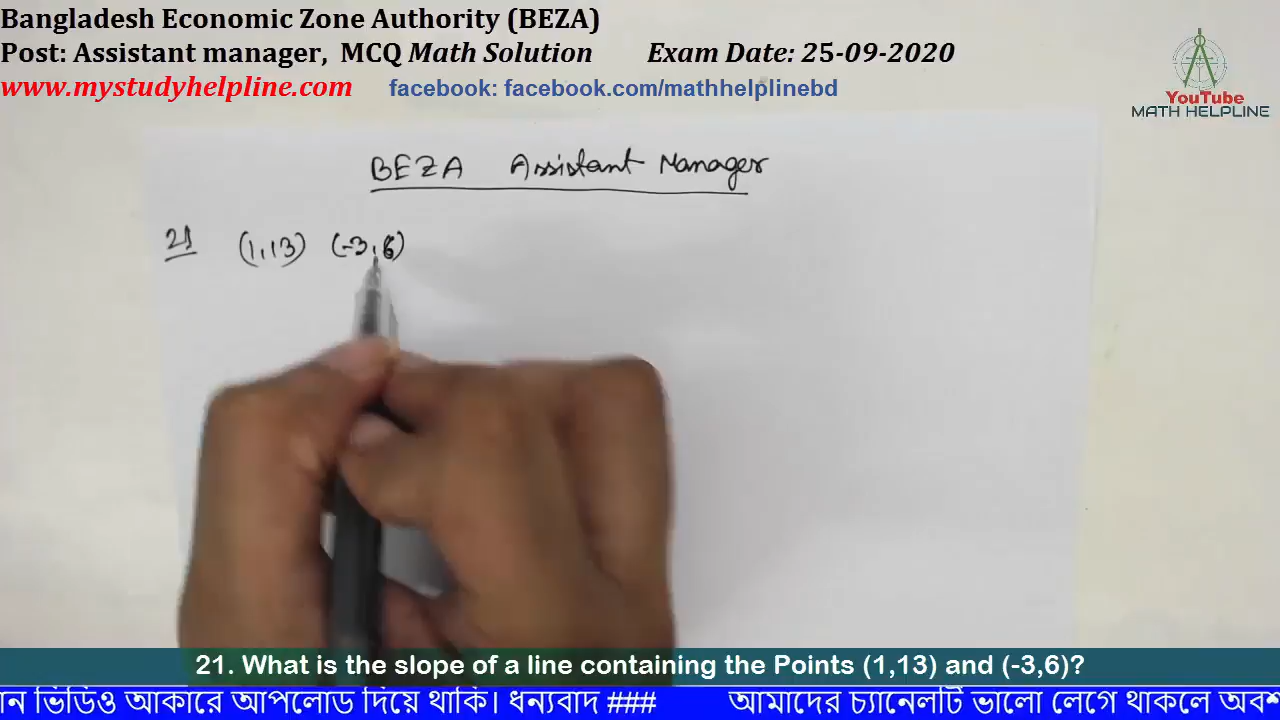 Bangladesh Economic Zone Authority (BEZA)
Post: Assistant manager, MCQ Math Solution Exam Date: 25-09-2020
www.mystudyhelpline.com facebook: facebook.com/mathhelplinebd
YouTube
MATH HELPLINE
BEZA Assistant Manager
21 (1,13) (-3,6)
21. What is the slope of a line containing the Points (1,13) and (-3,6)?
ভিডিও আকারে আপলোড দিয়ে থাকি। ধন্যবাদ ### আমাদের চ্যানেলটি ভালো লেগে থাকলে